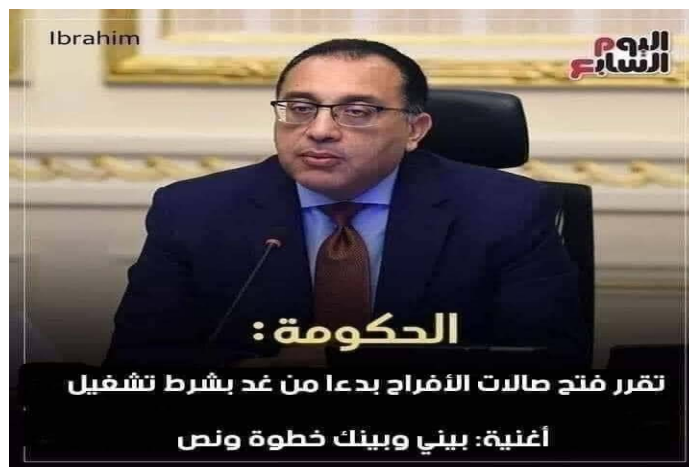 Ibrahim
اليوم
السابع
الحكومة :
تقرر فتح صالات الأفراح بدءا من غد بشرط تشغيل
أغنية: بيني وبينك خطوة ونص